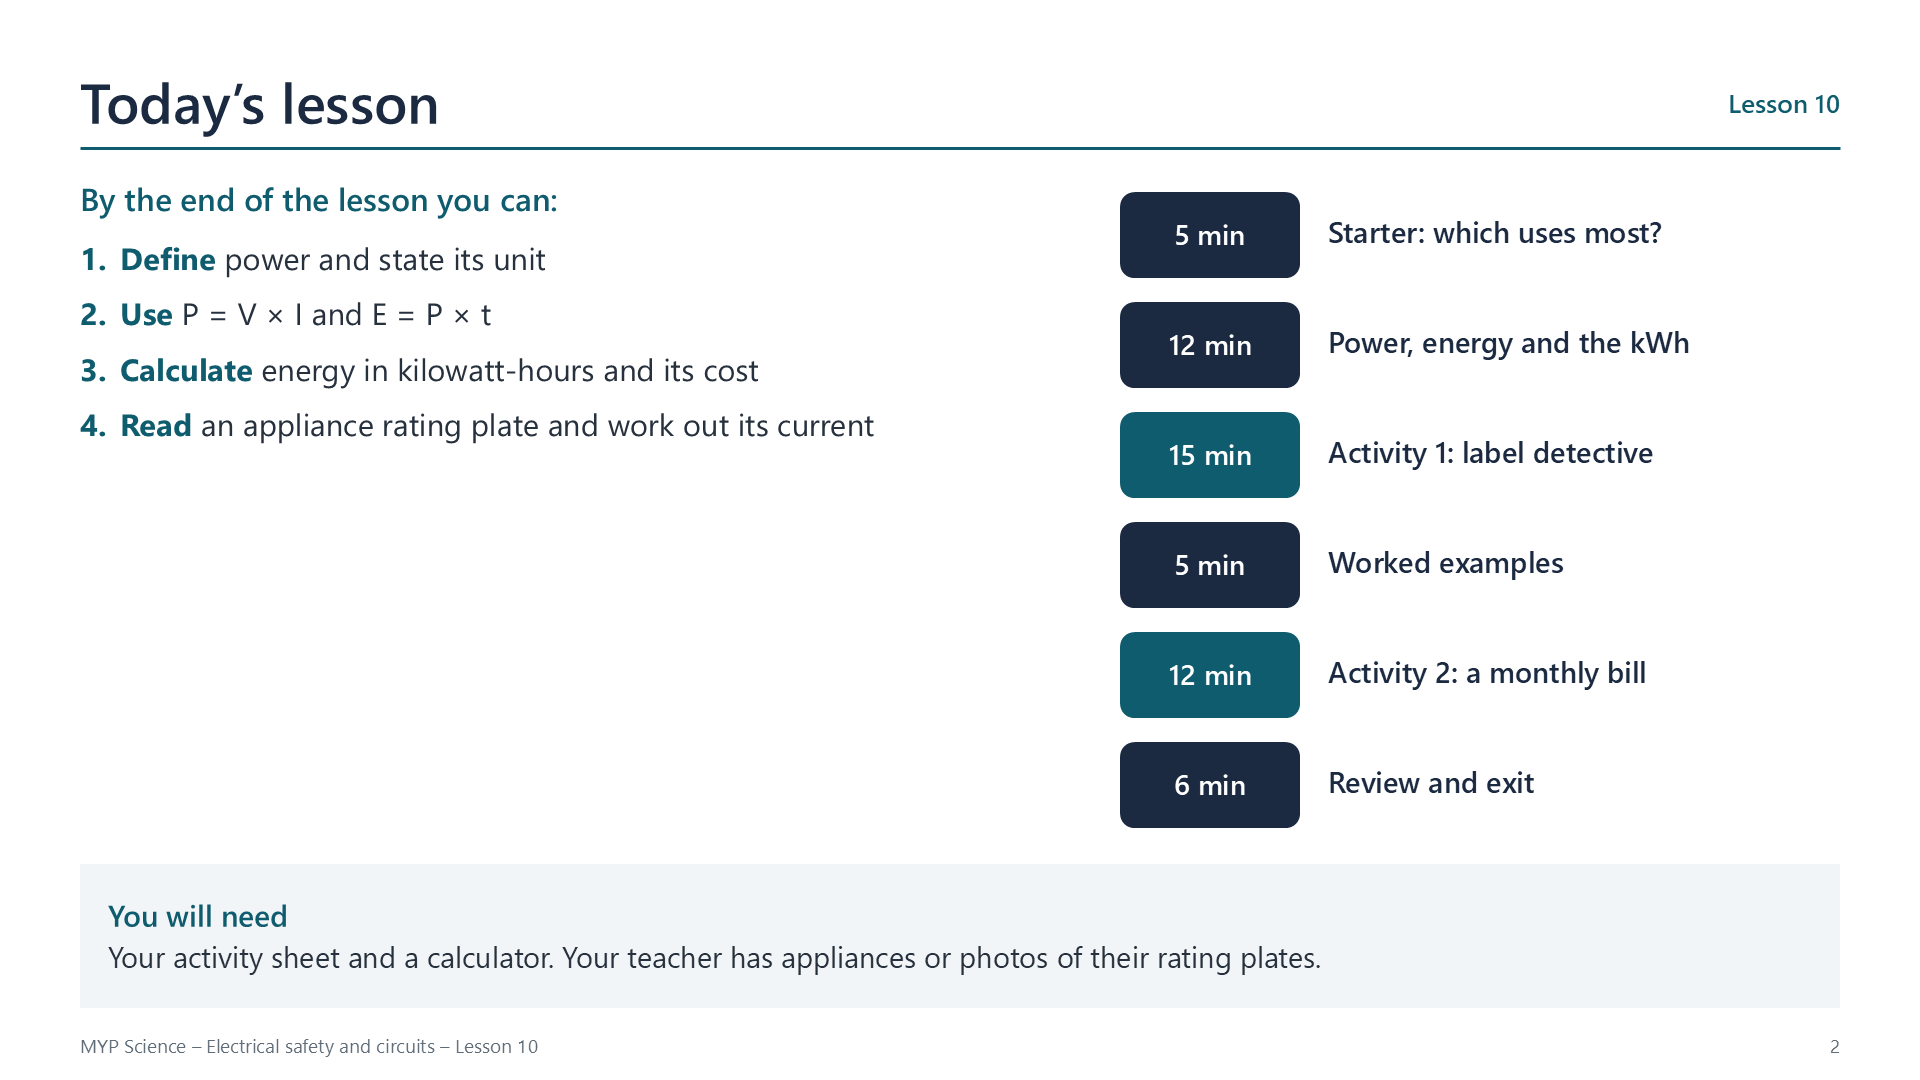 Today’s lesson
Lesson 10
By the end of the lesson you can:
1. Define power and state its unit
2. Use P = V × I and E = P × t
3. Calculate energy in kilowatt-hours and its cost
4. Read an appliance rating plate and work out its current
5 min Starter: which uses most?
12 min Power, energy and the kWh
15 min Activity 1: label detective
5 min Worked examples
12 min Activity 2: a monthly bill
6 min Review and exit
You will need
Your activity sheet and a calculator. Your teacher has appliances or photos of their rating plates.
MYP Science – Electrical safety and circuits – Lesson 10
2